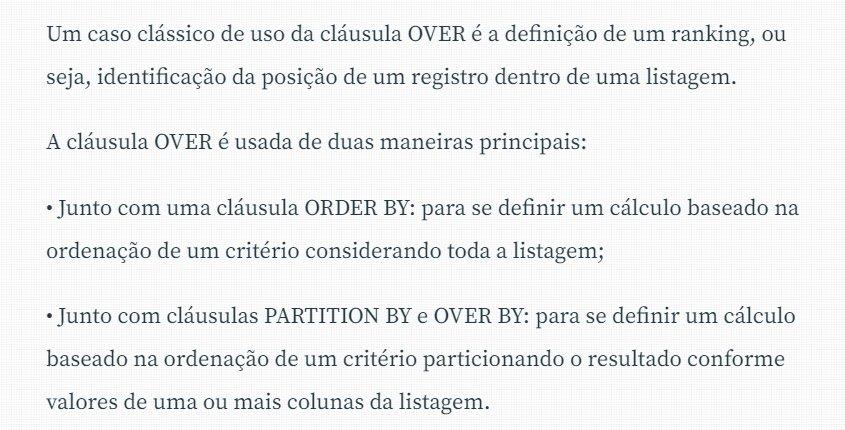 Um caso clássico de uso da cláusula OVER é a definição de um ranking, ou
seja, identificação da posição de um registro dentro de uma listagem.
A cláusula OVER é usada de duas maneiras principais:
• Junto com uma cláusula ORDER BY: para se definir um cálculo baseado na
ordenação de um critério considerando toda a listagem;
• Junto com cláusulas PARTITION BY e OVER BY: para se definir um cálculo
baseado na ordenação de um critério particionando o resultado conforme
valores de uma ou mais colunas da listagem.